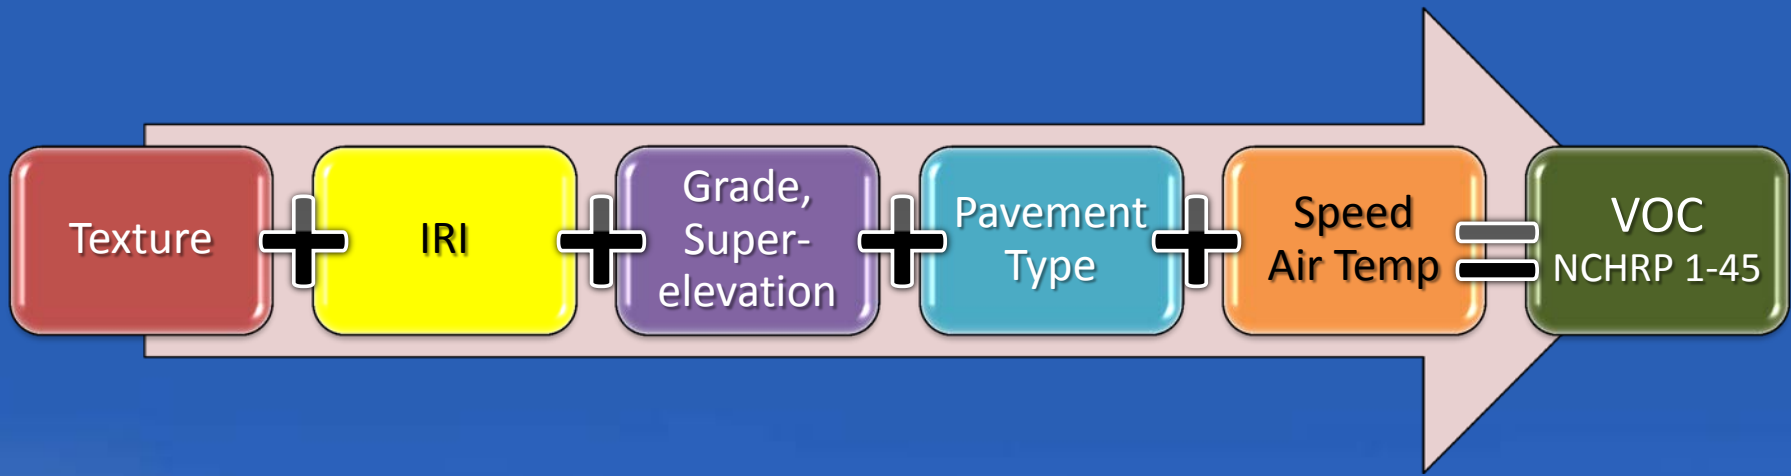 Texture
+
IRI
+
Grade,
Super-
elevation
+
Pavement
Type
+
Speed
Air Temp
=
VOC
NCHRP 1-45